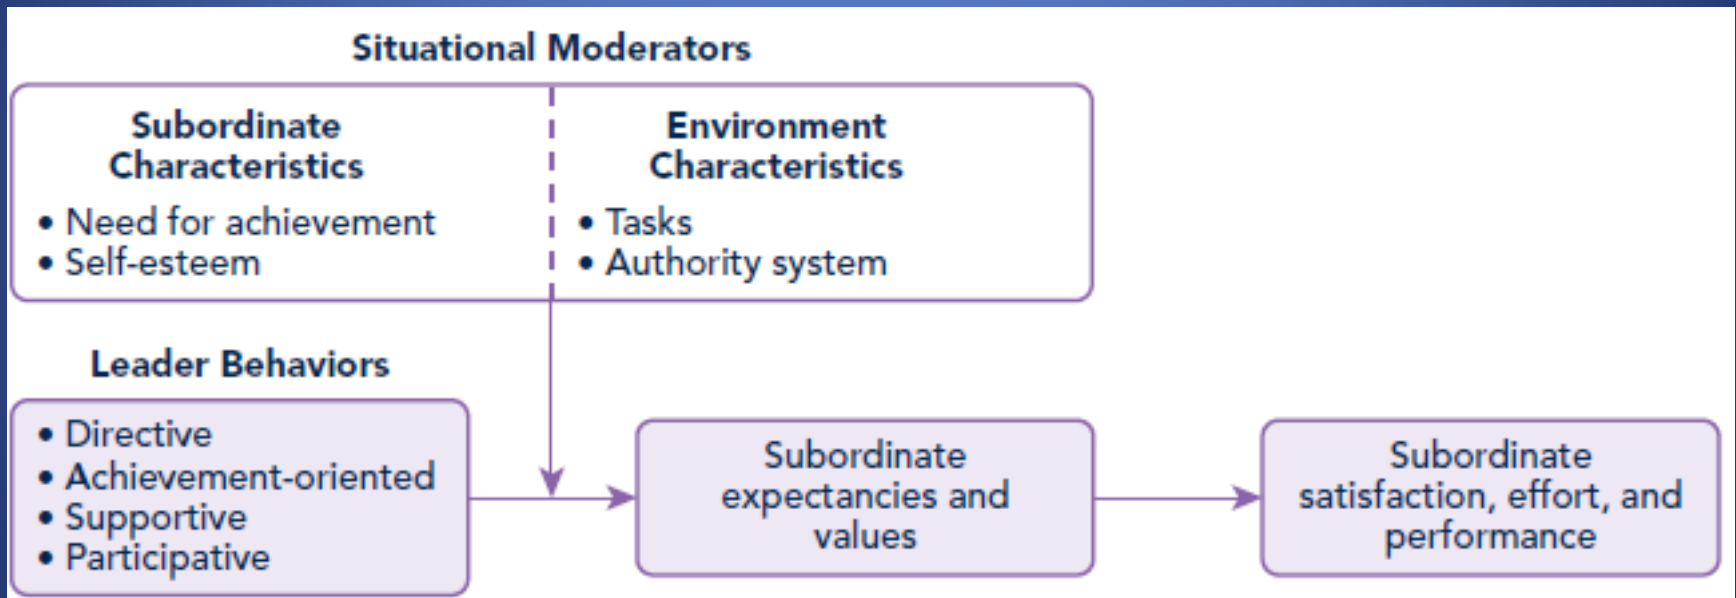 Situational Moderators
Subordinate
Characteristics
• Need for achievement
• Self-esteem
Environment
Characteristics
• Tasks
• Authority system
Leader Behaviors
• Directive
• Achievement-oriented
• Supportive
• Participative
Subordinate
expectancies and
values
Subordinate
satisfaction, effort, and
performance